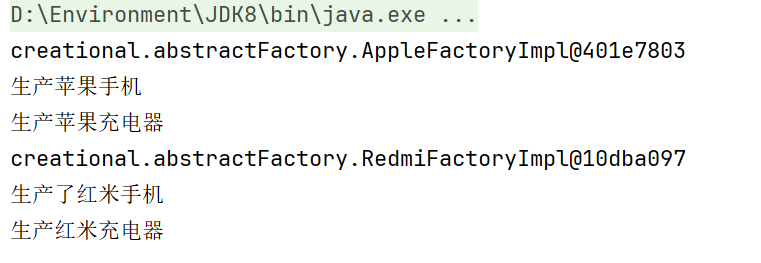 D:\Environment\JDK8\bin\java.exe ...
creational.abstractFactory.AppleFactoryImpl@401e7803
生产苹果手机
生产苹果充电器
creational.abstractFactory.RedmiFactoryImpl@10dba097
生产了红米手机
生产红米充电器